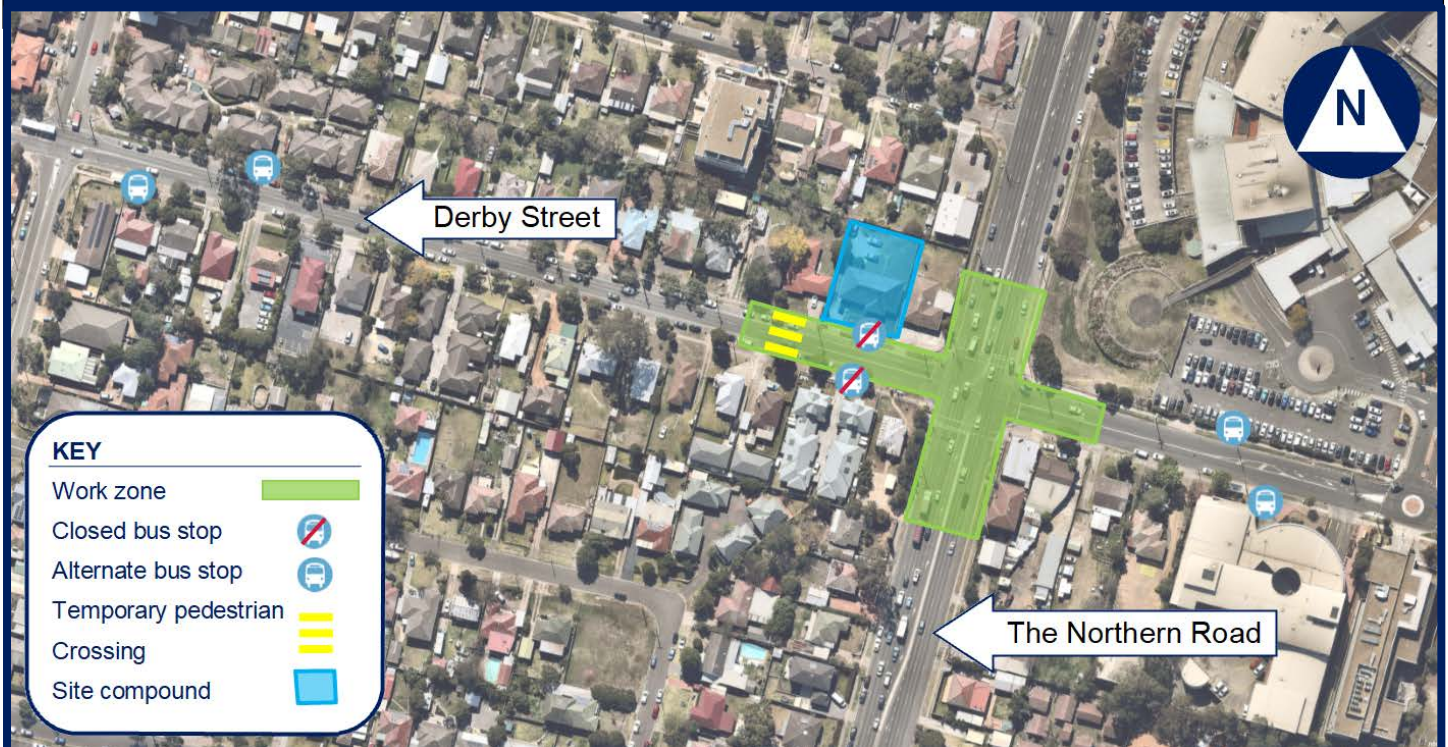 N
Derby Street
KEY
Work zone
Closed bus stop
Alternate bus stop
Temporary pedestrian
Crossing
Site compound
The Northern Road